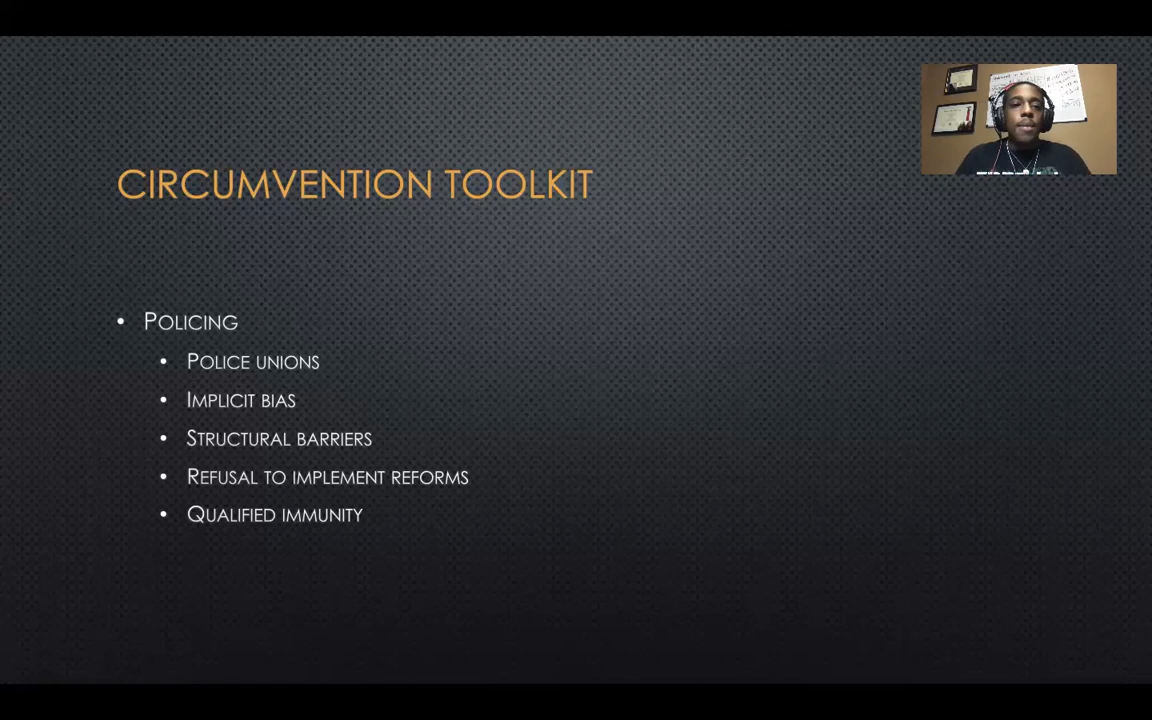 CIRCUMVENTION TOOLKIT
• POLICING
• POLICE UNIONS
• IMPLICIT BIAS
• STRUCTURAL BARRIERS
• REFUSAL TO IMPLEMENT REFORMS
• QUALIFIED IMMUNITY